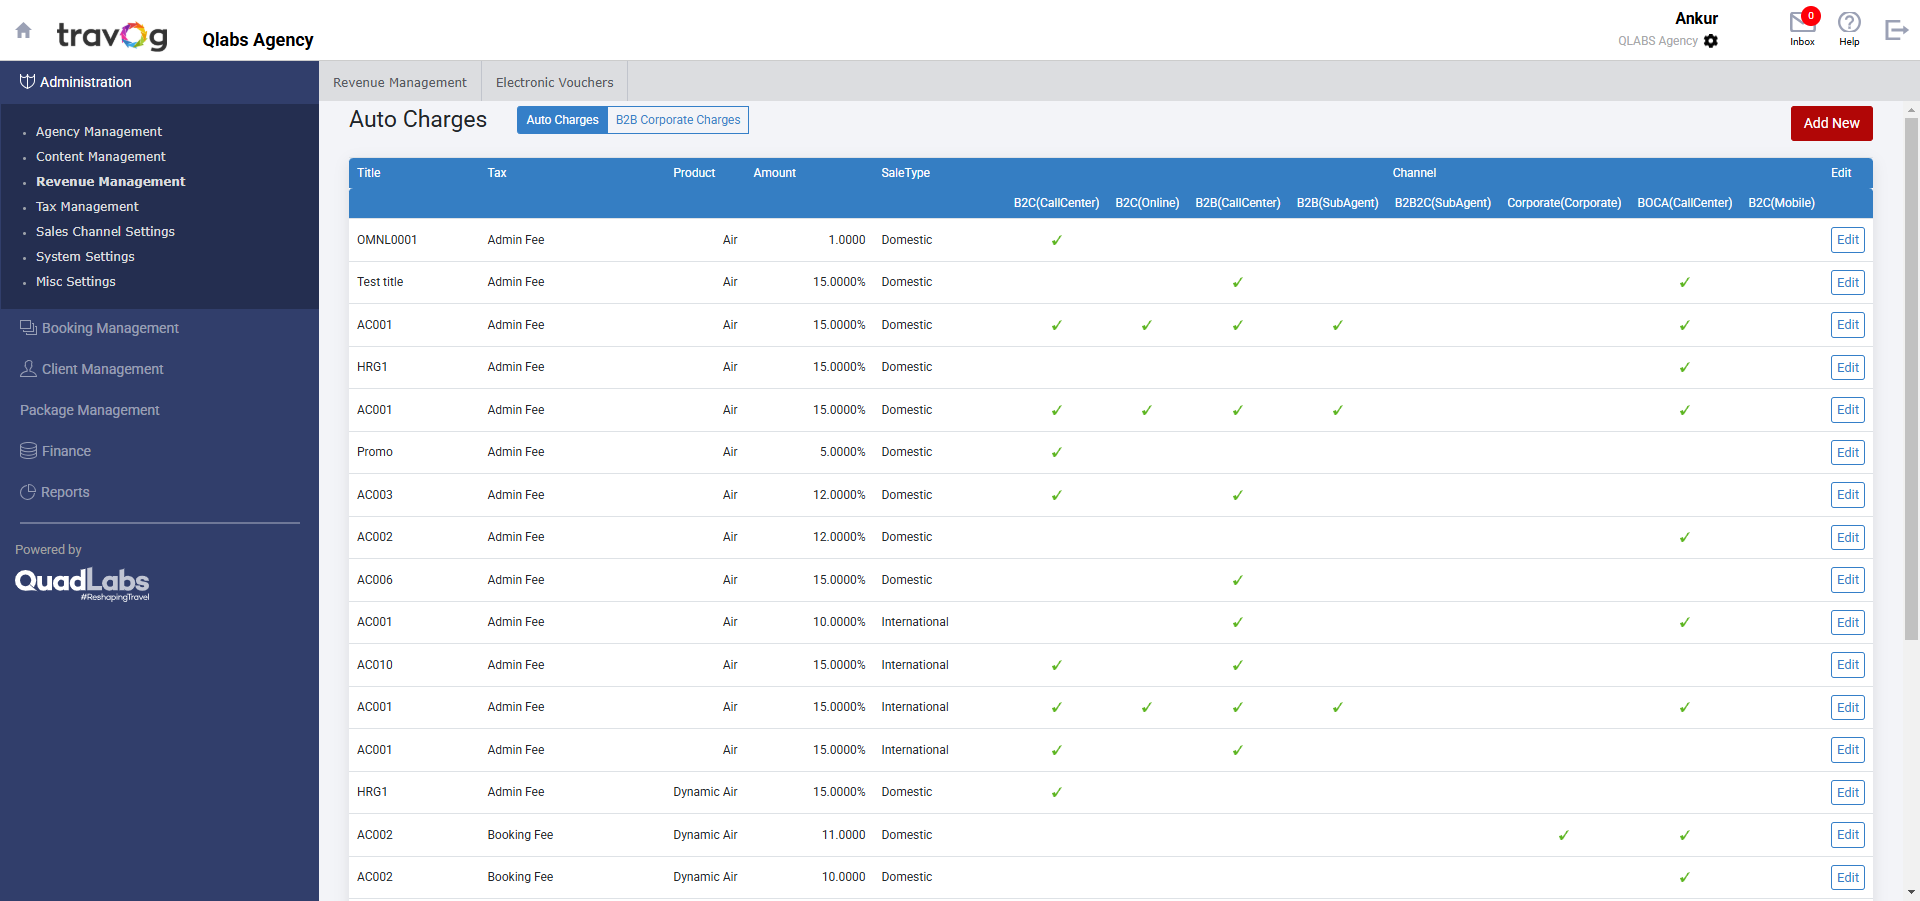 travog
Qlabs Agency
Ankur
QLABS Agency
0
Inbox
Help
Administration
Agency Management
Content Management
Revenue Management
Tax Management
Sales Channel Settings
System Settings
Misc Settings
Booking Management
Client Management
Package Management
Finance
Reports
Powered by
QuadLabs
#ReshapingTravel
Revenue Management Electronic Vouchers
Auto Charges Auto Charges B2B Corporate Charges Add New
Title Tax Product Amount SaleType Channel Edit
B2C(CallCenter) B2C(Online) B2B(CallCenter) B2B(SubAgent) B2B2C(SubAgent) Corporate(Corporate) BOCA(CallCenter) B2C(Mobile)
OMNL0001 Admin Fee Air 1.0000 Domestic ✓ Edit
Test title Admin Fee Air 15.0000% Domestic ✓ ✓ Edit
AC001 Admin Fee Air 15.0000% Domestic ✓ ✓ ✓ ✓ ✓ Edit
HRG1 Admin Fee Air 15.0000% Domestic ✓ Edit
AC001 Admin Fee Air 15.0000% Domestic ✓ ✓ ✓ ✓ ✓ Edit
Promo Admin Fee Air 5.0000% Domestic ✓ Edit
AC003 Admin Fee Air 12.0000% Domestic ✓ ✓ Edit
AC002 Admin Fee Air 12.0000% Domestic ✓ Edit
AC006 Admin Fee Air 15.0000% Domestic ✓ Edit
AC001 Admin Fee Air 10.0000% International ✓ ✓ Edit
AC010 Admin Fee Air 15.0000% International ✓ ✓ Edit
AC001 Admin Fee Air 15.0000% International ✓ ✓ ✓ ✓ ✓ Edit
AC001 Admin Fee Air 15.0000% International ✓ ✓ Edit
HRG1 Admin Fee Dynamic Air 15.0000% Domestic ✓ Edit
AC002 Booking Fee Dynamic Air 11.0000 Domestic ✓ ✓ Edit
AC002 Booking Fee Dynamic Air 10.0000 Domestic ✓ Edit